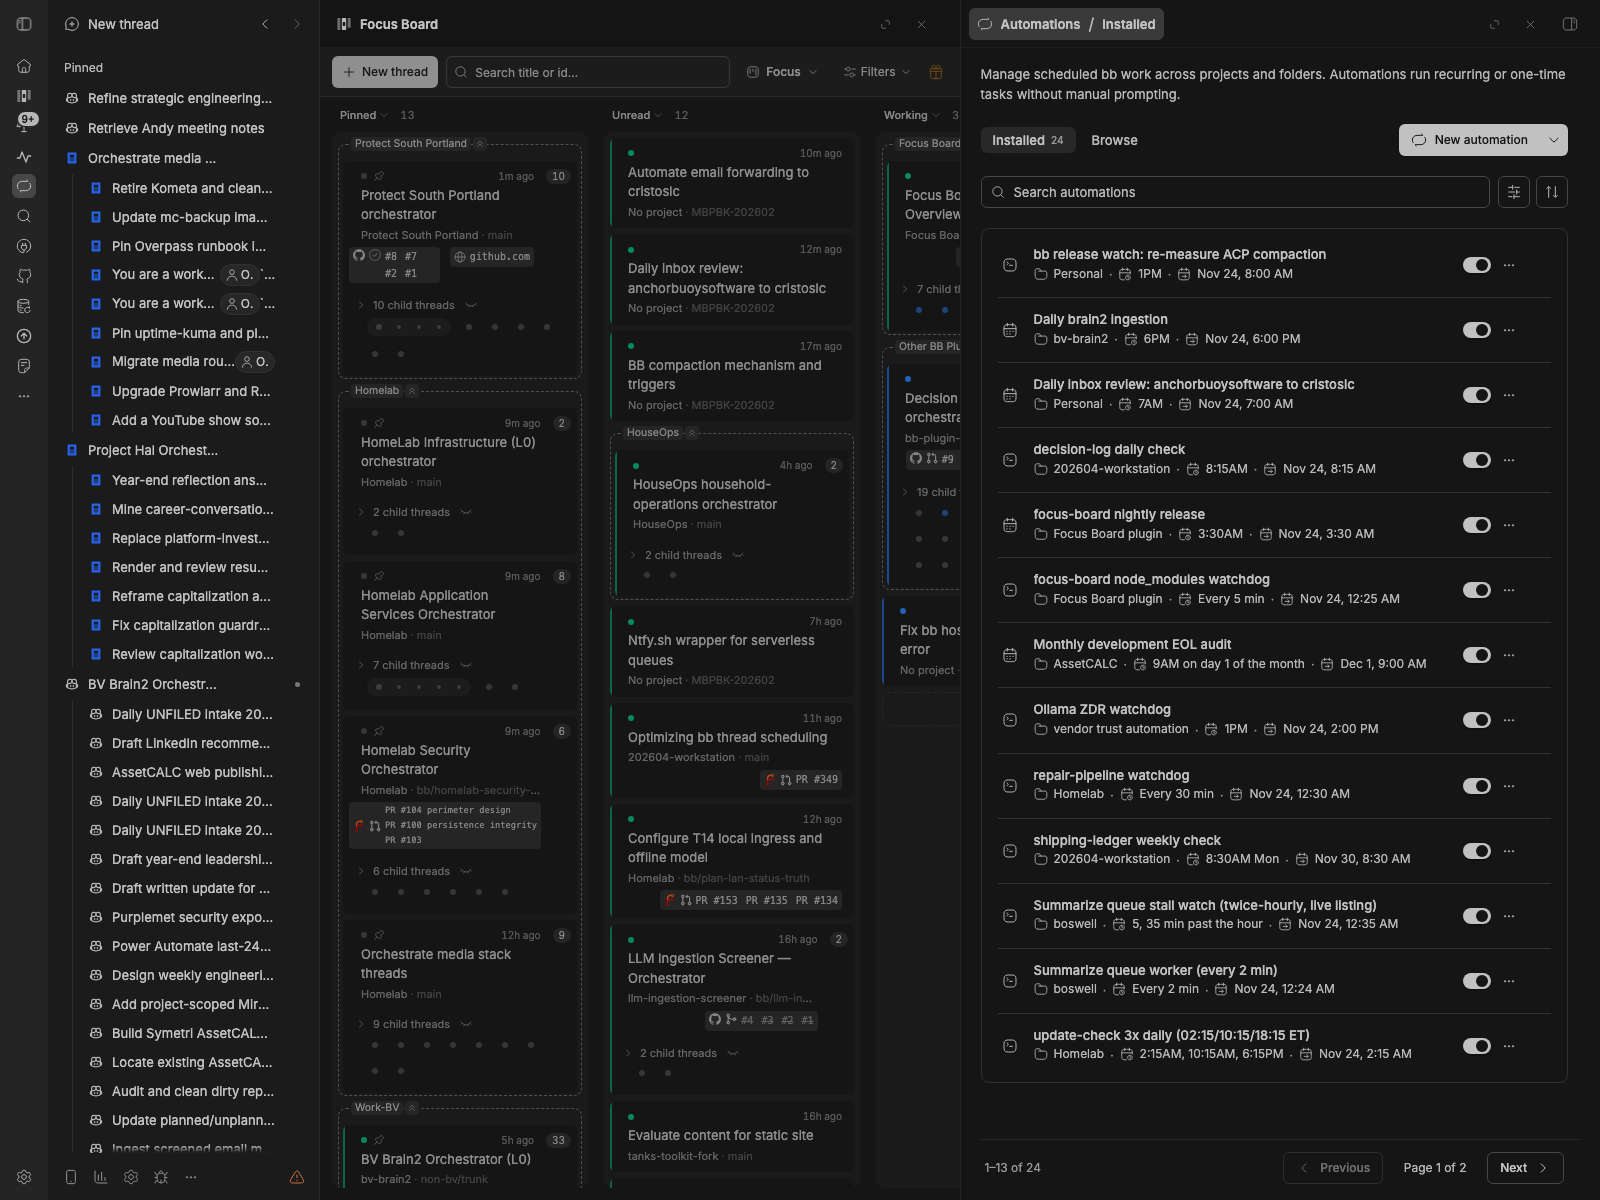 New thread
Pinned
Refine strategic engineering...
Retrieve Andy meeting notes
Orchestrate media ...
Retire Kometa and clean...
Update mc-backup ima...
Pin Overpass runbook i...
You are a work... O. `...
You are a work... O. `...
Pin uptime-kuma and pl...
Migrate media rou... O.
Upgrade Prowlarr and R...
Add a YouTube show so...
Project Hal Orchest...
Year-end reflection ans...
Mine career-conversatio...
Replace platform-invest...
Render and review resu...
Reframe capitalization a...
Fix capitalization guardr...
Review capitalization wo...
BV Brain2 Orchestr...
Daily UNFILED intake 20...
Draft LinkedIn recomme...
AssetCALC web publishi...
Daily UNFILED intake 20...
Daily UNFILED intake 20...
Draft year-end leadershi...
Draft written update for ...
Purplemet security expo...
Power Automate last-24...
Design weekly engineeri...
Add project-scoped Mir...
Build Symetri AssetCAL...
Locate existing AssetCA...
Audit and clean dirty rep...
Update planned/unplann...
Ingest screened email m...
9+
Focus Board
New thread
Search title or id...
Focus
Filters
Pinned 13
Protect South Portland
1m ago 10
Protect South Portland
orchestrator
Protect South Portland · main
#8 #7
#2 #1
github.com
10 child threads
Homelab
9m ago 2
HomeLab Infrastructure (L0)
orchestrator
Homelab · main
2 child threads
9m ago 8
Homelab Application
Services Orchestrator
Homelab · main
7 child threads
9m ago 6
Homelab Security
Orchestrator
Homelab · bb/homelab-security-...
PR #104 perimeter design
PR #100 persistence integrity
PR #103
6 child threads
12h ago 9
Orchestrate media stack
threads
Homelab · main
9 child threads
Work-BV
5h ago 33
BV Brain2 Orchestrator (L0)
bv-brain2 · non-bv/trunk
Unread 12
10m ago
Automate email forwarding to
cristosic
No project · MBPBK-202602
12m ago
Daily inbox review:
anchorbuoysoftware to cristosic
No project · MBPBK-202602
17m ago
BB compaction mechanism and
triggers
No project · MBPBK-202602
HouseOps
4h ago 2
HouseOps household-
operations orchestrator
HouseOps · main
2 child threads
7h ago
Ntfy.sh wrapper for serverless
queues
No project · MBPBK-202602
11h ago
Optimizing bb thread scheduling
202604-workstation · main
PR #349
12h ago
Configure T14 local ingress and
offline model
Homelab · bb/plan-lan-status-truth
PR #153 PR #135 PR #134
16h ago 2
LLM Ingestion Screener —
Orchestrator
llm-ingestion-screener · bb/llm-in...
#4 #3 #2 #1
2 child threads
16h ago
Evaluate content for static site
tanks-toolkit-fork · main
Working 3
Focus Board
Focus Bo
Overview
Focus Boa
7 child t
Other BB Plu
Decision
orchestra
bb-plugin-
#9
19 child
Fix bb hos
error
No project ·
Automations / Installed
Manage scheduled bb work across projects and folders. Automations run recurring or one-time
tasks without manual prompting.
Installed 24
Browse
New automation
Search automations
bb release watch: re-measure ACP compaction
Personal · 1PM · Nov 24, 8:00 AM
Daily brain2 ingestion
bv-brain2 · 6PM · Nov 24, 6:00 PM
Daily inbox review: anchorbuoysoftware to cristosic
Personal · 7AM · Nov 24, 7:00 AM
decision-log daily check
202604-workstation · 8:15AM · Nov 24, 8:15 AM
focus-board nightly release
Focus Board plugin · 3:30AM · Nov 24, 3:30 AM
focus-board node_modules watchdog
Focus Board plugin · Every 5 min · Nov 24, 12:25 AM
Monthly development EOL audit
AssetCALC · 9AM on day 1 of the month · Dec 1, 9:00 AM
Ollama ZDR watchdog
vendor trust automation · 1PM · Nov 24, 2:00 PM
repair-pipeline watchdog
Homelab · Every 30 min · Nov 24, 12:30 AM
shipping-ledger weekly check
202604-workstation · 8:30AM Mon · Nov 30, 8:30 AM
Summarize queue stall watch (twice-hourly, live listing)
boswell · 5, 35 min past the hour · Nov 24, 12:35 AM
Summarize queue worker (every 2 min)
boswell · Every 2 min · Nov 24, 12:24 AM
update-check 3x daily (02:15/10:15/18:15 ET)
Homelab · 2:15AM, 10:15AM, 6:15PM · Nov 24, 2:15 AM
1–13 of 24
Previous
Page 1 of 2
Next